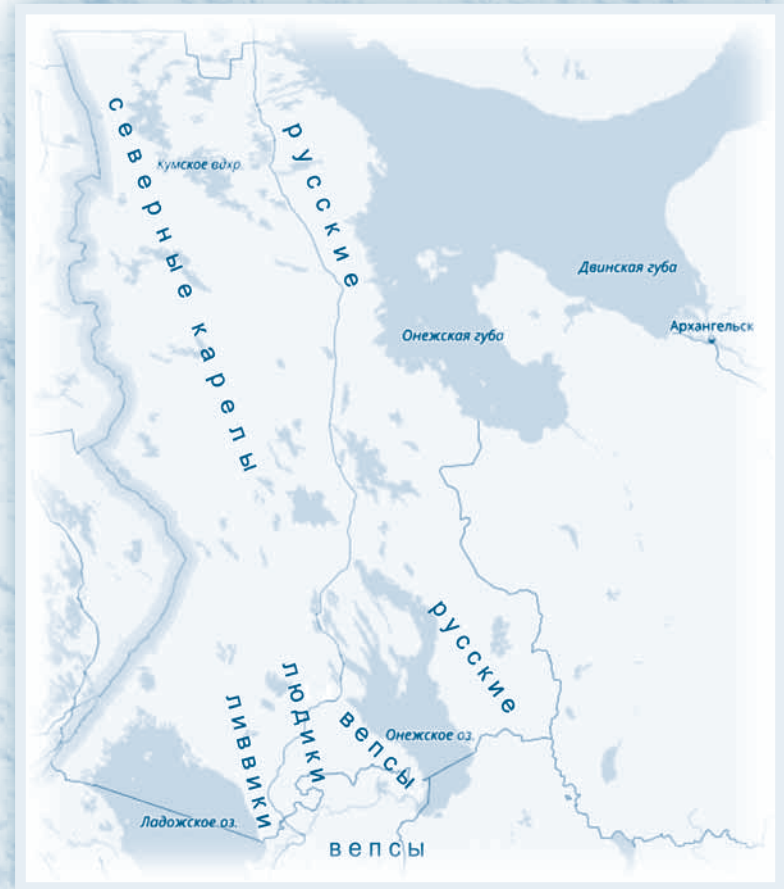 северные карелы
русские
Кумское вдхр.
Двинская губа
Архангельск
Онежская губа
русские
людики
ливвики
вепсы
Онежское оз.
Ладожское оз.
вепсы